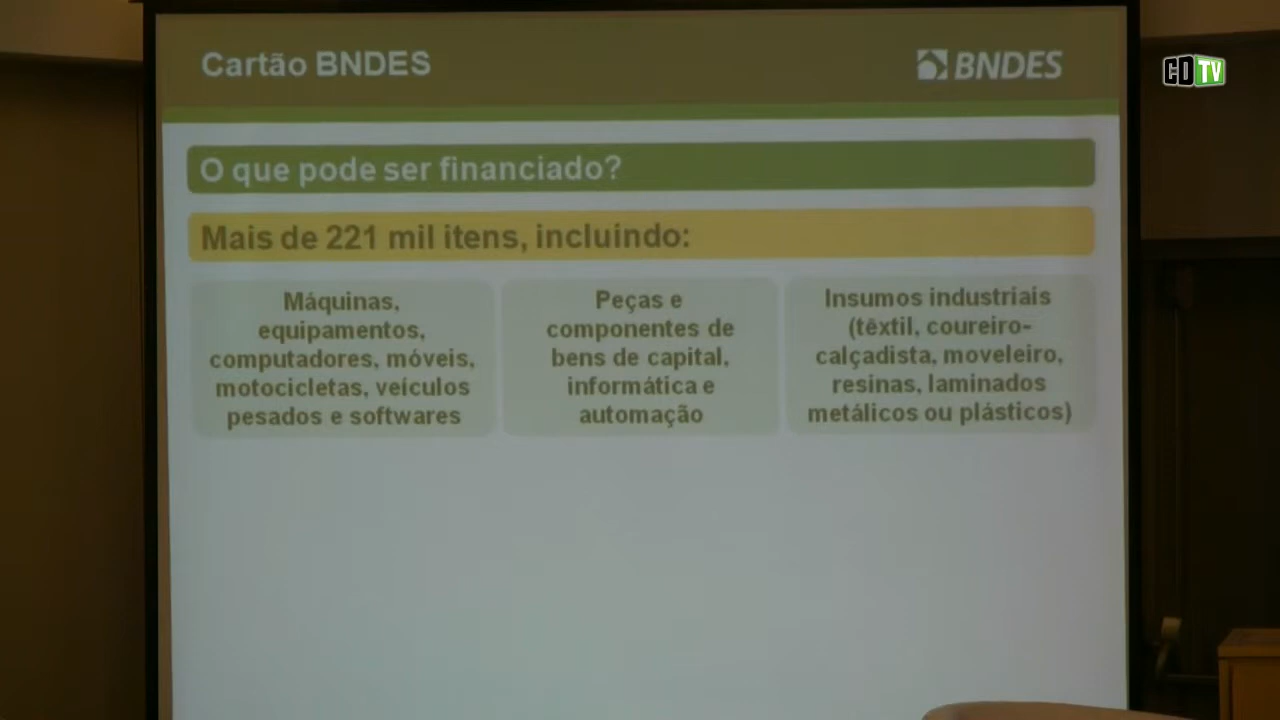 Cartão BNDES
BNDES
CDTV
O que pode ser financiado?
Mais de 221 mil itens, incluindo:
Máquinas,
equipamentos,
computadores, móveis,
motocicletas, veículos
pesados e softwares
Peças e
componentes de
bens de capital,
informática e
automação
Insumos industriais
(têxtil, coureiro-
calçadista, moveleiro,
resinas, laminados
metálicos ou plásticos)